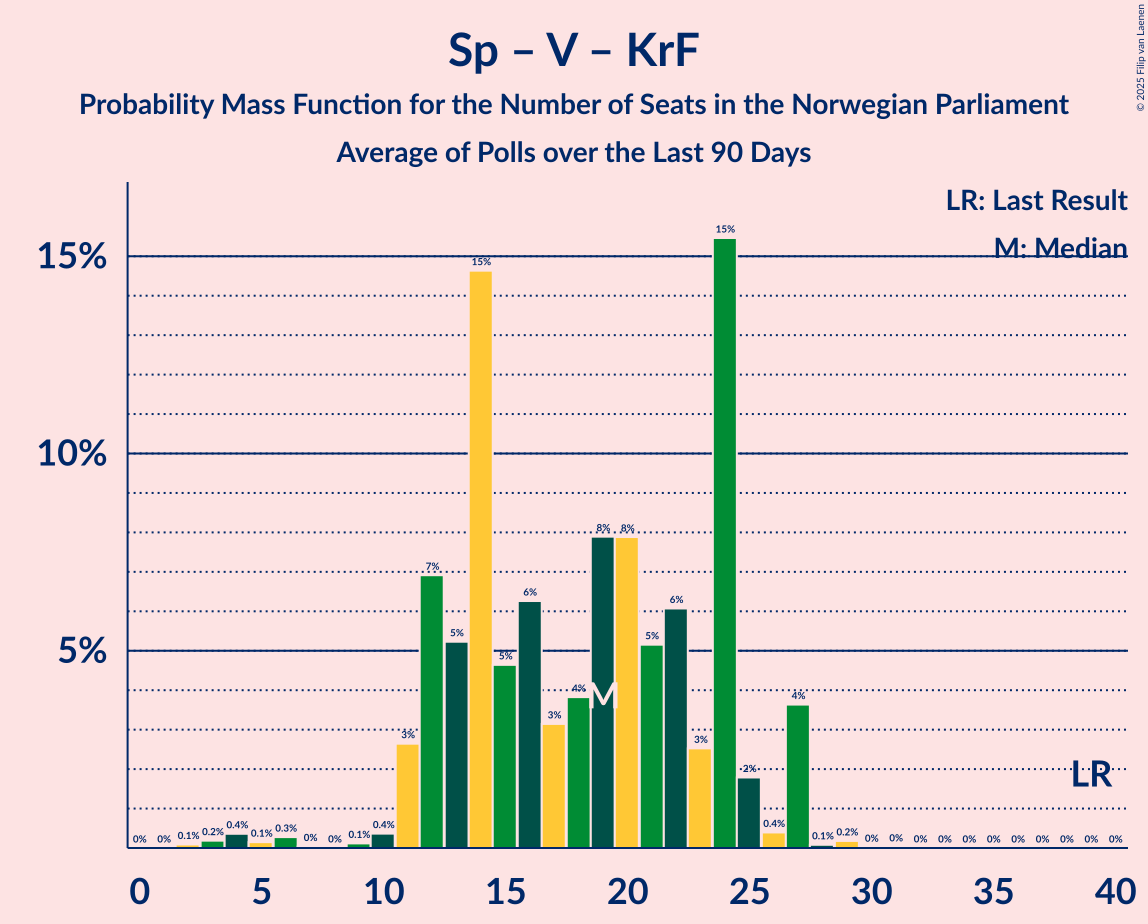 Sp – V – KrF
Probability Mass Function for the Number of Seats in the Norwegian Parliament
Average of Polls over the Last 90 Days
© 2025 Filip van Laenen
LR: Last Result
M: Median
15%
10%
5%
0% 0% 0.1% 0.2% 0.4% 0.1% 0.3% 0% 0% 0.1% 0.4% 3% 7% 5% 15% 5% 6% 3% 4% 8% 8% 5% 6% 3% 15% 2% 0.4% 4% 0.1% 0.2% 0% 0% 0% 0% 0% 0% 0% 0% 0% 0% 0%
M
LR
0 5 10 15 20 25 30 35 40